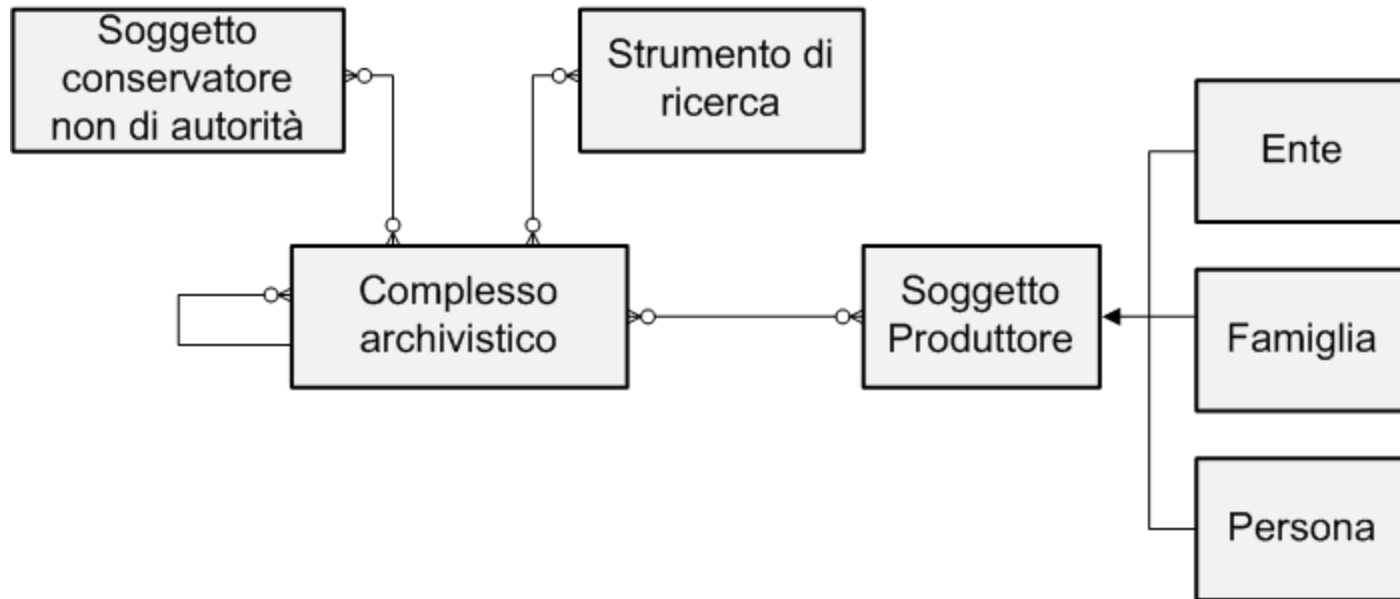 Soggetto
conservatore
non di autorità
Strumento di
ricerca
Ente
Complesso
archivistico
Soggetto
Produttore
Famiglia
Persona